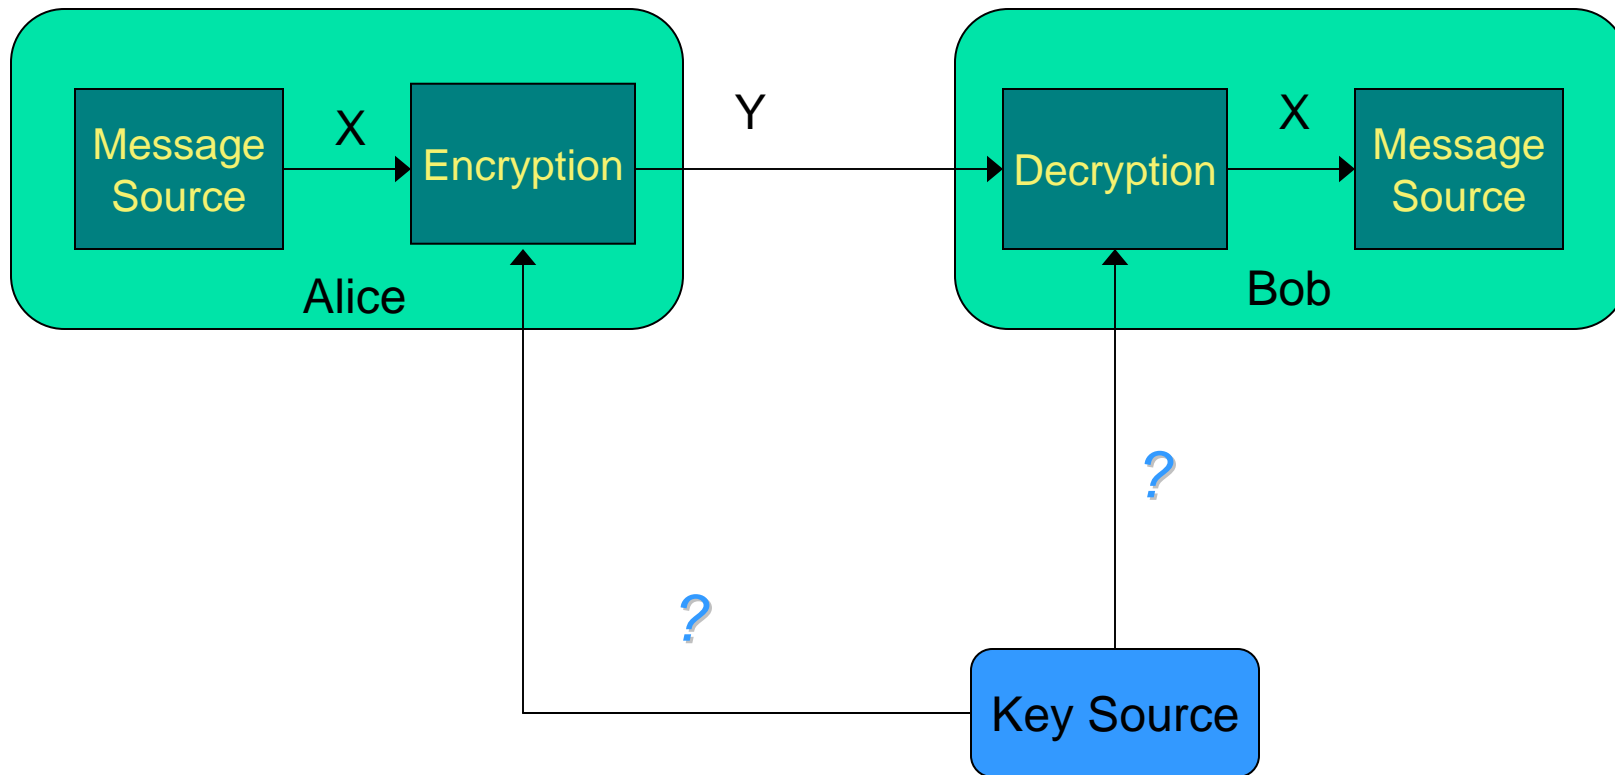 Message
Source
X
Encryption
Y
Decryption
X
Message
Source
Alice
Bob
?
?
Key Source